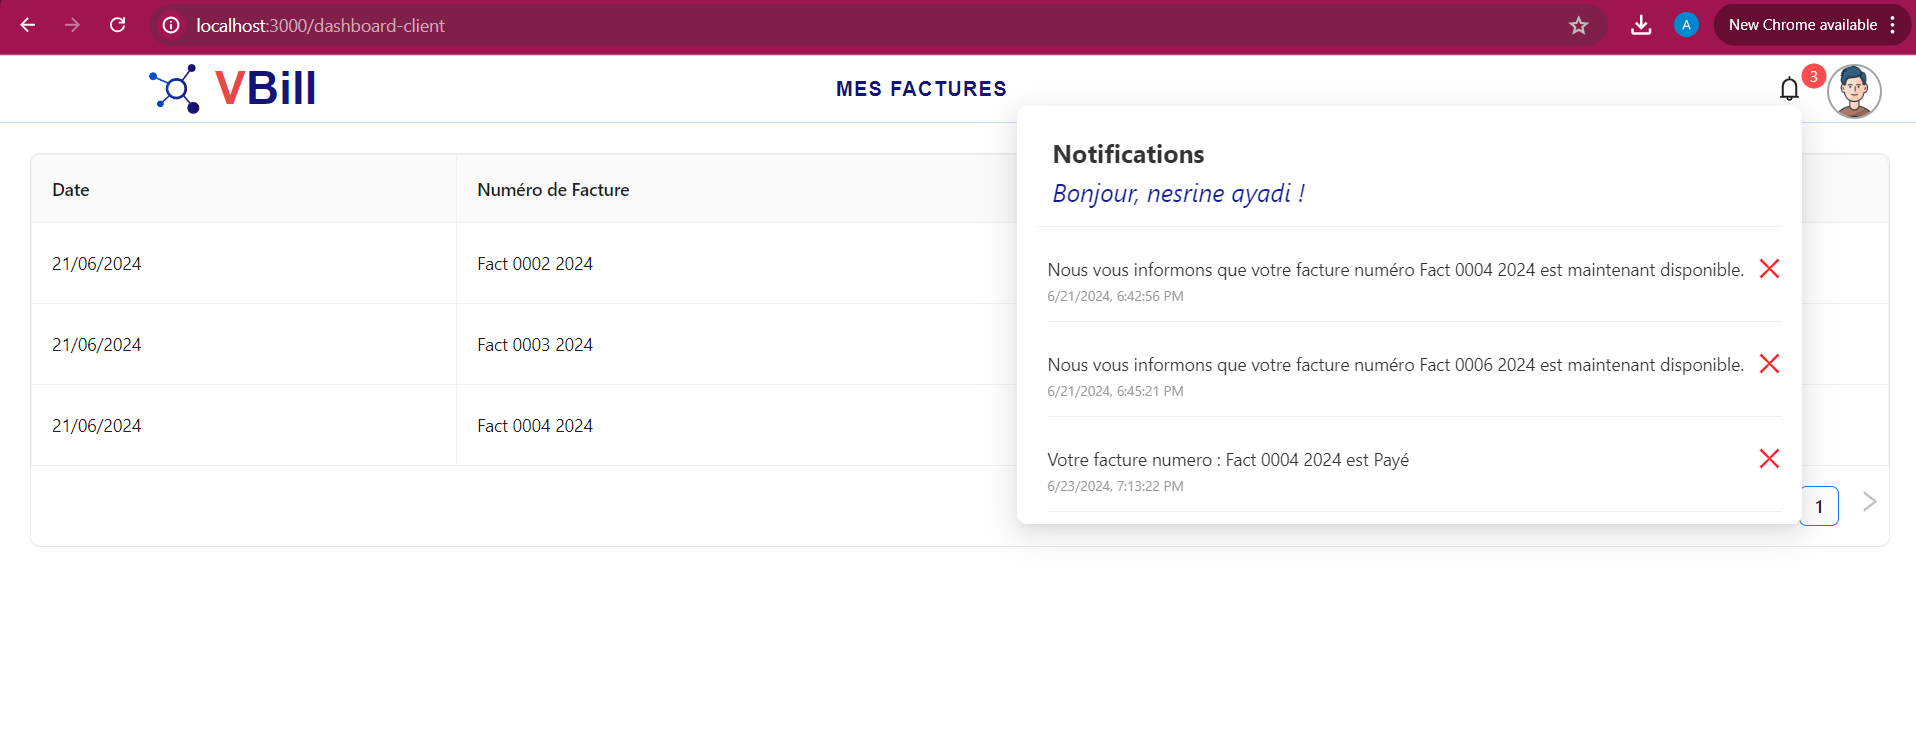 localhost:3000/dashboard-client
A
New Chrome available
VBill
MES FACTURES
3
Notifications
Bonjour, nesrine ayadi !
Date
Numéro de Facture
21/06/2024
Fact 0002 2024
21/06/2024
Fact 0003 2024
21/06/2024
Fact 0004 2024
Nous vous informons que votre facture numéro Fact 0004 2024 est maintenant disponible.
6/21/2024, 6:42:56 PM
Nous vous informons que votre facture numéro Fact 0006 2024 est maintenant disponible.
6/21/2024, 6:45:21 PM
Votre facture numero : Fact 0004 2024 est Payé
6/23/2024, 7:13:22 PM
1